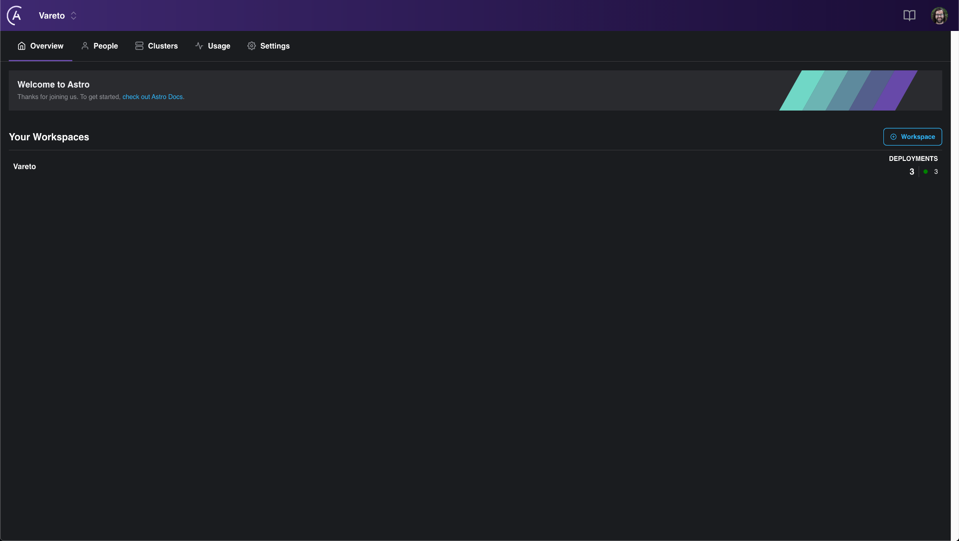 Vareto
Overview People Clusters Usage Settings
Welcome to Astro
Thanks for joining us. To get started, check out Astro Docs.
Your Workspaces
Workspace
Vareto
DEPLOYMENTS
3 3